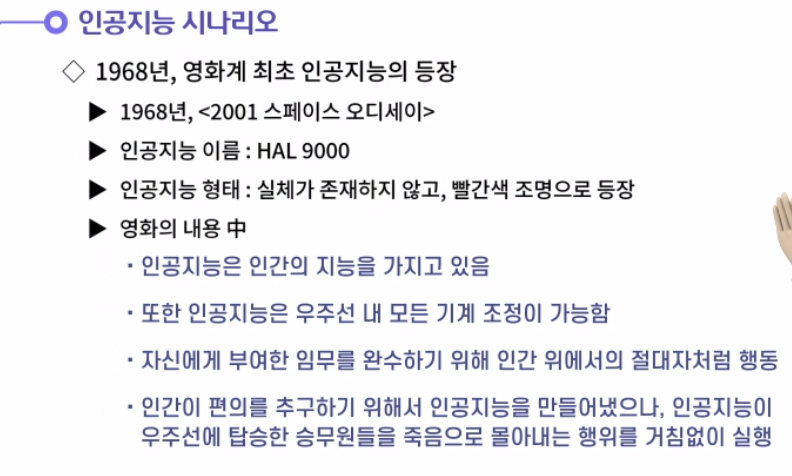 인공지능 시나리오
◇ 1968년, 영화계 최초 인공지능의 등장
▶ 1968년, <2001 스페이스 오디세이>
▶ 인공지능 이름 : HAL 9000
▶ 인공지능 형태 : 실체가 존재하지 않고, 빨간색 조명으로 등장
▶ 영화의 내용 中
· 인공지능은 인간의 지능을 가지고 있음
· 또한 인공지능은 우주선 내 모든 기계 조정이 가능함
· 자신에게 부여한 임무를 완수하기 위해 인간 위에서의 절대자처럼 행동
· 인간이 편의를 추구하기 위해서 인공지능을 만들어냈으나, 인공지능이
우주선에 탑승한 승무원들을 죽음으로 몰아내는 행위를 거침없이 실행